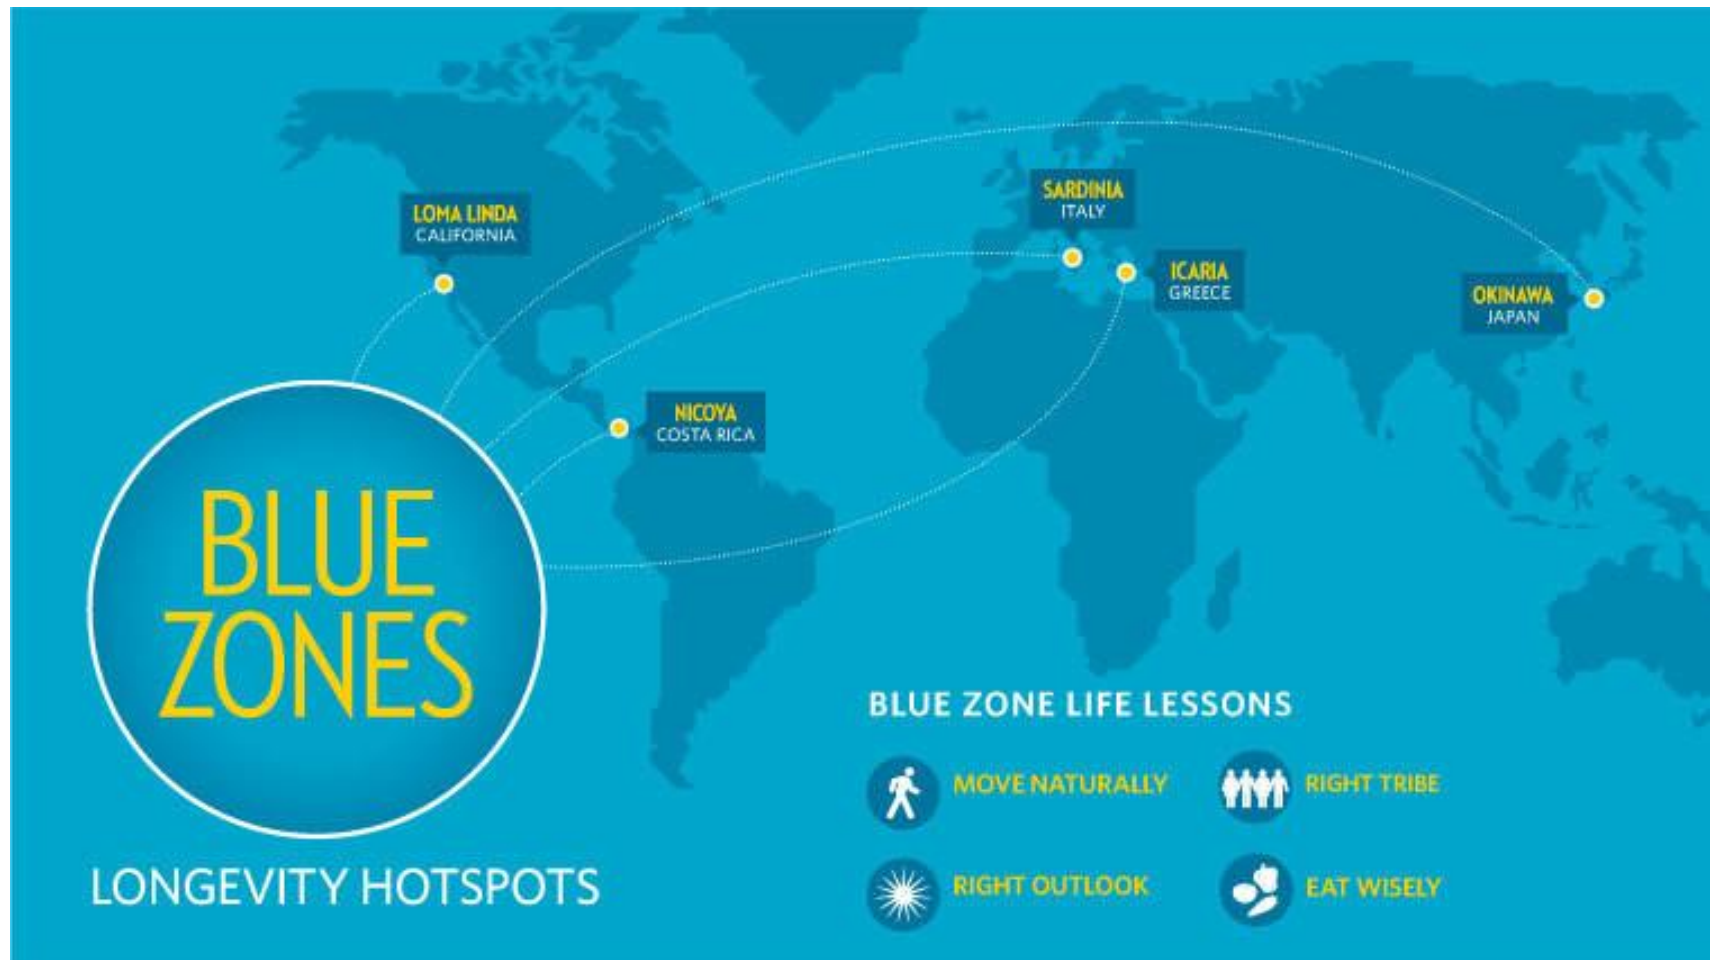 LOMA LINDA
CALIFORNIA
SARDINIA
ITALY
ICARIA
GREECE
OKINAWA
JAPAN
NICOYA
COSTA RICA
BLUE
ZONES
LONGEVITY HOTSPOTS
BLUE ZONE LIFE LESSONS
MOVE NATURALLY
RIGHT TRIBE
RIGHT OUTLOOK
EAT WISELY